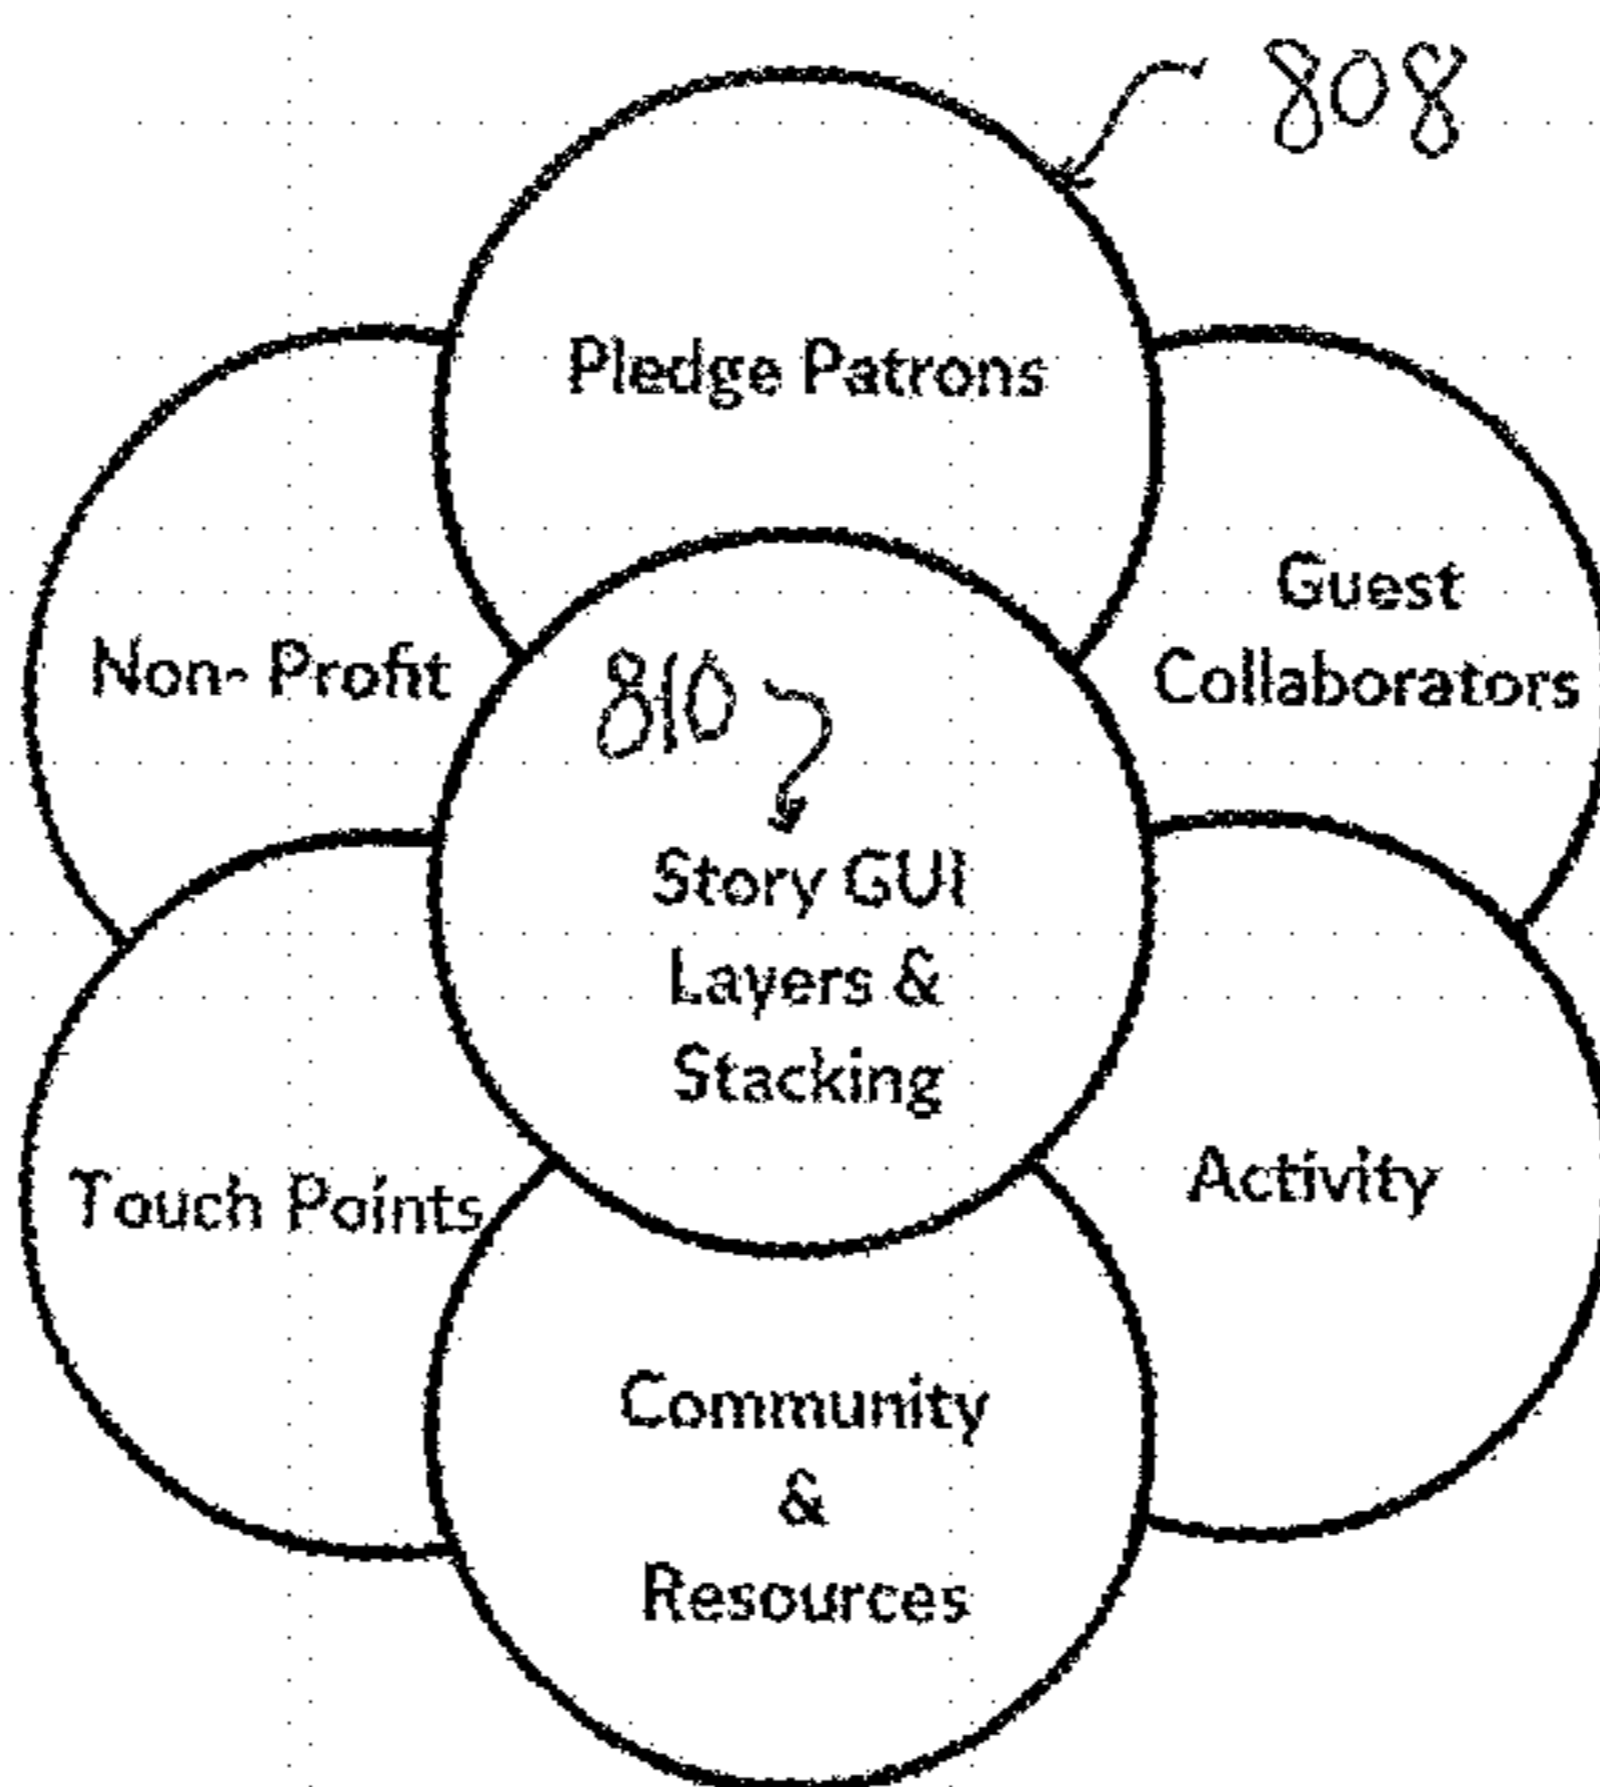 808
Pledge Patrons
Guest
Collaborators
Non- Profit
810
Story GUI
Layers &
Stacking
Touch Points
Activity
Community
&
Resources